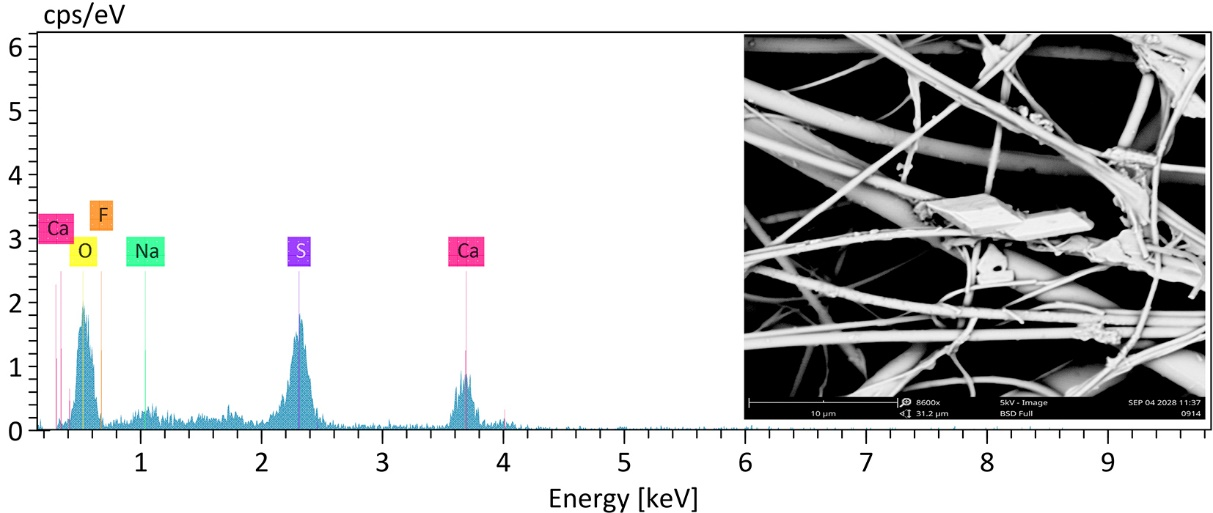 cps/eV
6
5
4
3
2
1
0
Ca
F
O
Na
S
Ca
1 2 3 4 5 6 7 8 9
Energy [keV]
10 µm
8600x
31.2 µm
5kV - Image
BSD Full
SEP 04 2028 11:37
0914